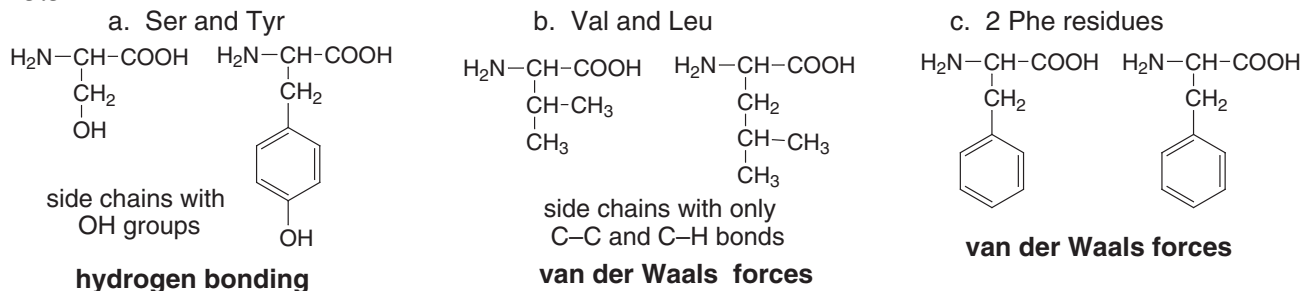 a. Ser and Tyr
H₂N–CH–COOH
CH₂
OH
H₂N–CH–COOH
CH₂
OH
side chains with
OH groups
hydrogen bonding
b. Val and Leu
H₂N–CH–COOH
CH–CH₃
CH₃
H₂N–CH–COOH
CH₂
CH–CH₃
CH₃
side chains with only
C–C and C–H bonds
van der Waals forces
c. 2 Phe residues
H₂N–CH–COOH
CH₂
H₂N–CH–COOH
CH₂
van der Waals forces